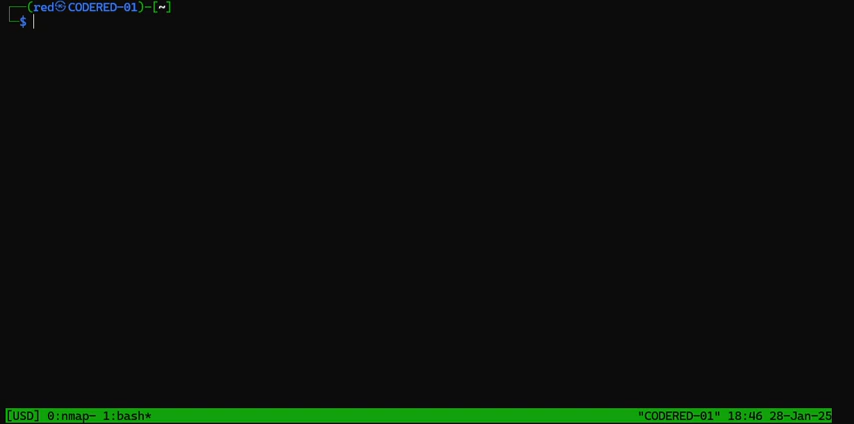 ┌──(red㉿CODERED-01)-[~]
└─$
[USD] 0:nmap- 1:bash* "CODERED-01" 18:46 28-Jan-25